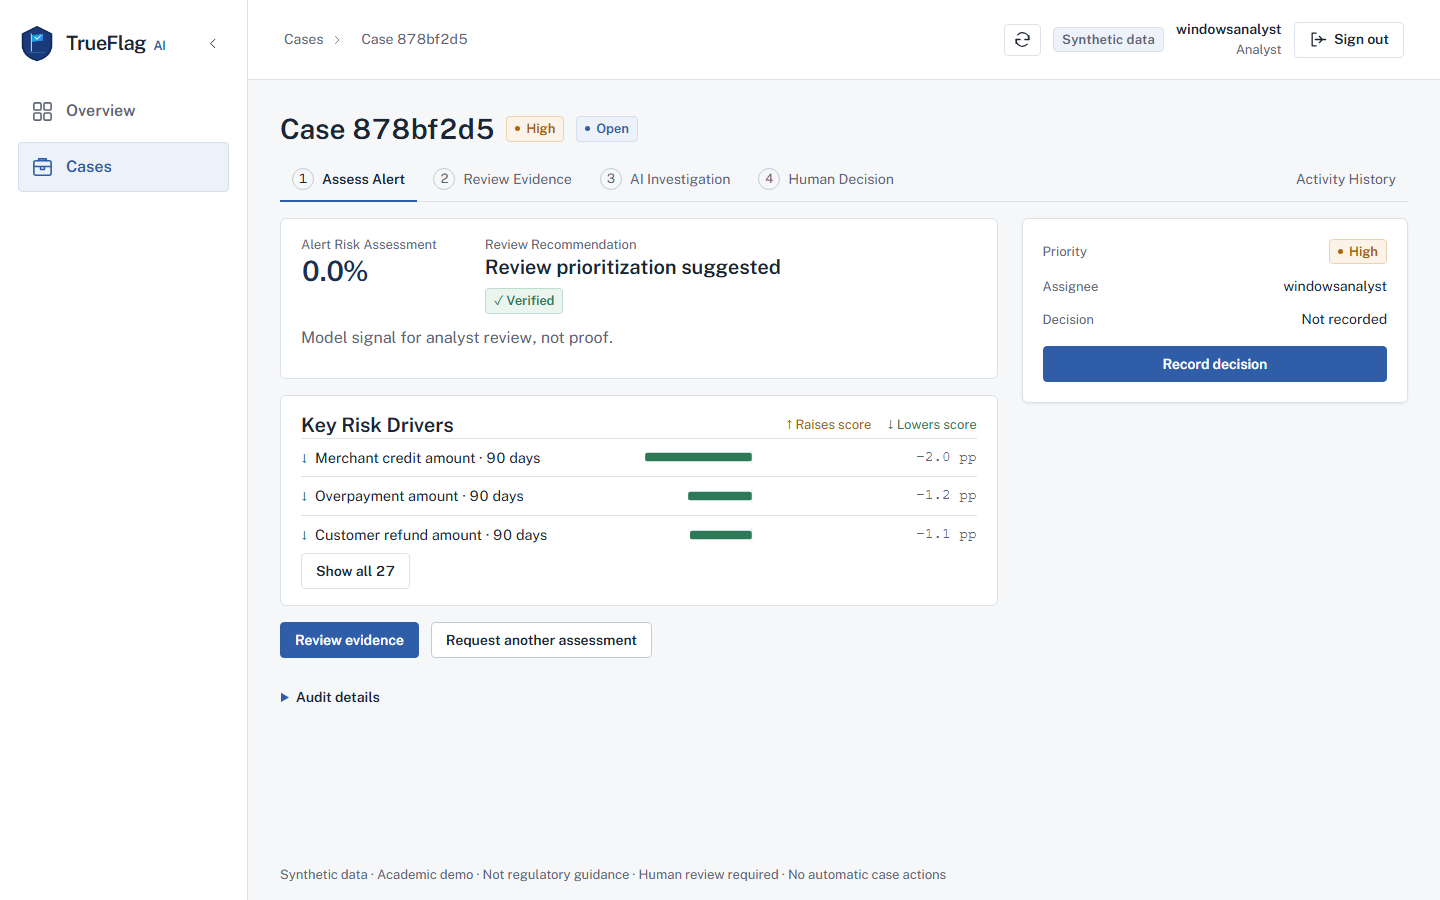 TrueFlag AI
Overview
Cases
Cases > Case 878bf2d5
Synthetic data
windowsanalyst
Analyst
Sign out
Case 878bf2d5
• High
• Open
1 Assess Alert
2 Review Evidence
3 AI Investigation
4 Human Decision
Activity History
Alert Risk Assessment
0.0%
Review Recommendation
Review prioritization suggested
✓ Verified
Model signal for analyst review, not proof.
Priority
• High
Assignee
windowsanalyst
Decision
Not recorded
Record decision
Key Risk Drivers
↑ Raises score
↓ Lowers score
↓ Merchant credit amount · 90 days −2.0 pp
↓ Overpayment amount · 90 days −1.2 pp
↓ Customer refund amount · 90 days −1.1 pp
Show all 27
Review evidence
Request another assessment
▶ Audit details
Synthetic data · Academic demo · Not regulatory guidance · Human review required · No automatic case actions